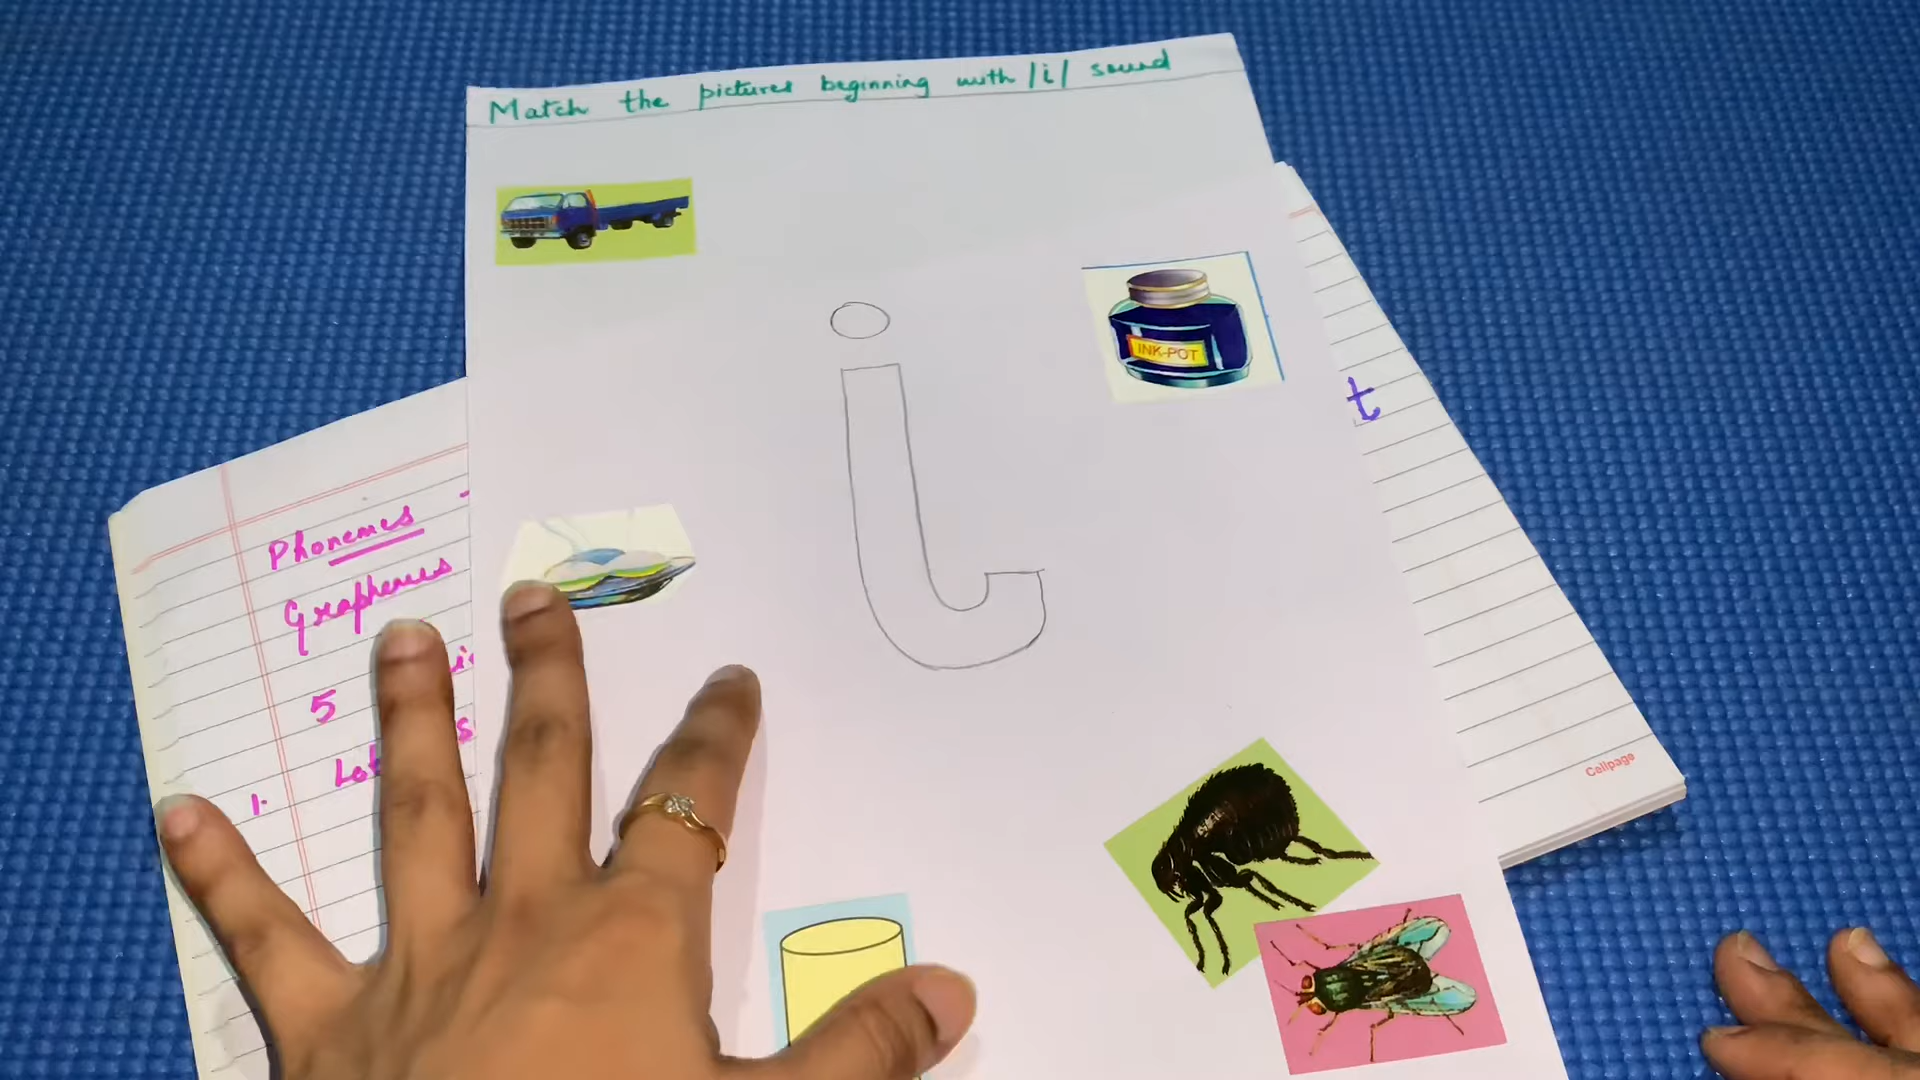 Match the pictures beginning with /i/ sound
INK-POT
i
t
Phonemes
Graphemes
5
1.
Cellpage